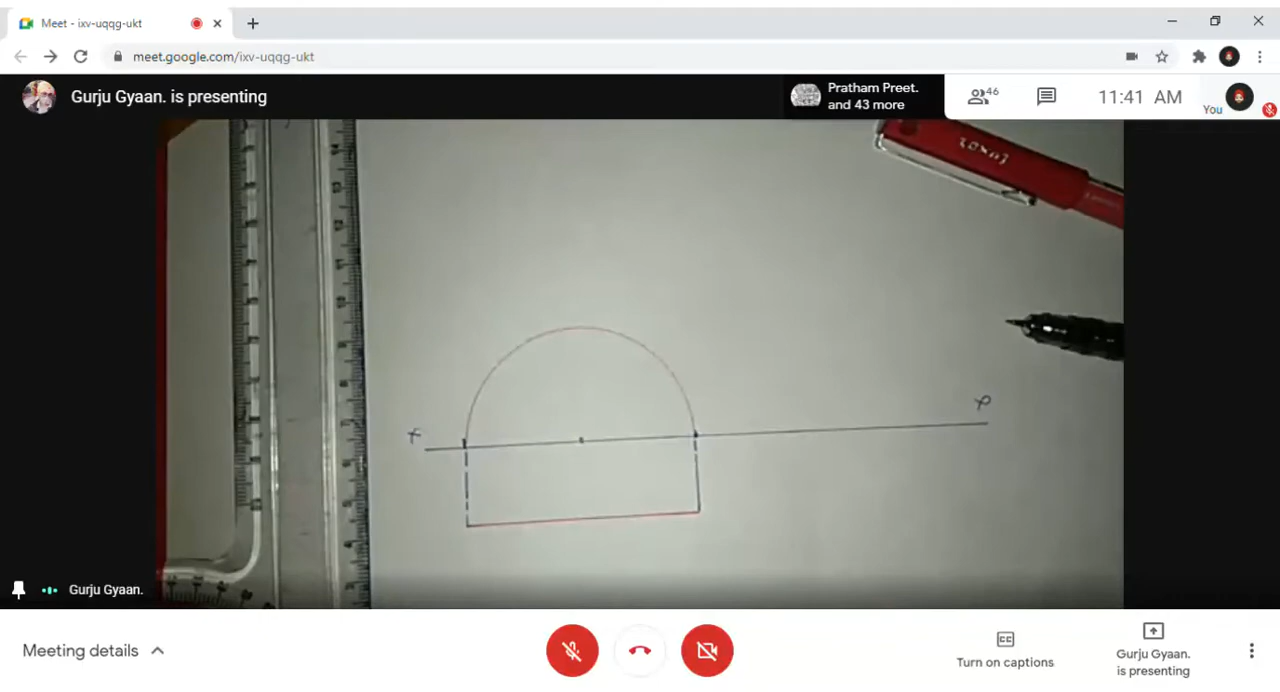 Meet - ixv-uqqg-ukt
meet.google.com/ixv-uqqg-ukt
Gurju Gyaan. is presenting
Pratham Preet.
and 43 more
46
11:41 AM
You
Gurju Gyaan.
Meeting details
CC
Turn on captions
Gurju Gyaan.
is presenting